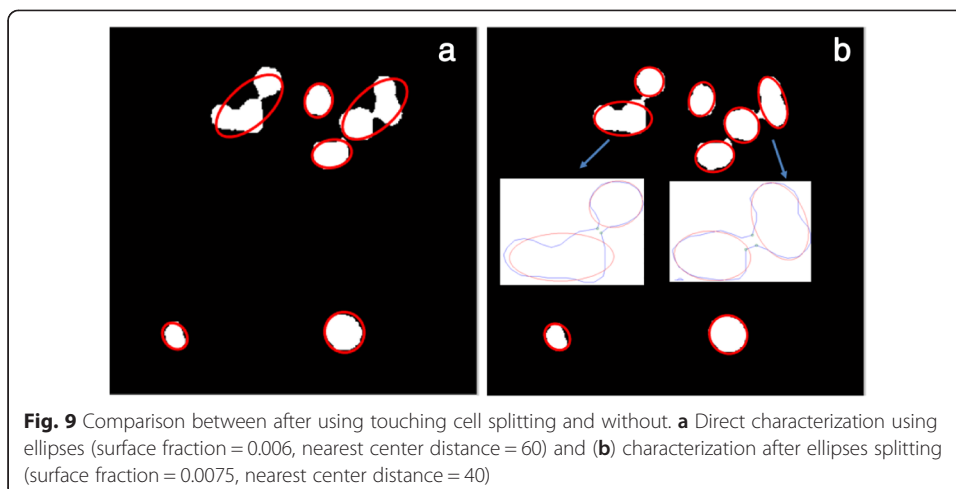 a
b
Fig. 9 Comparison between after using touching cell splitting and without. a Direct characterization using
ellipses (surface fraction = 0.006, nearest center distance = 60) and (b) characterization after ellipses splitting
(surface fraction = 0.0075, nearest center distance = 40)